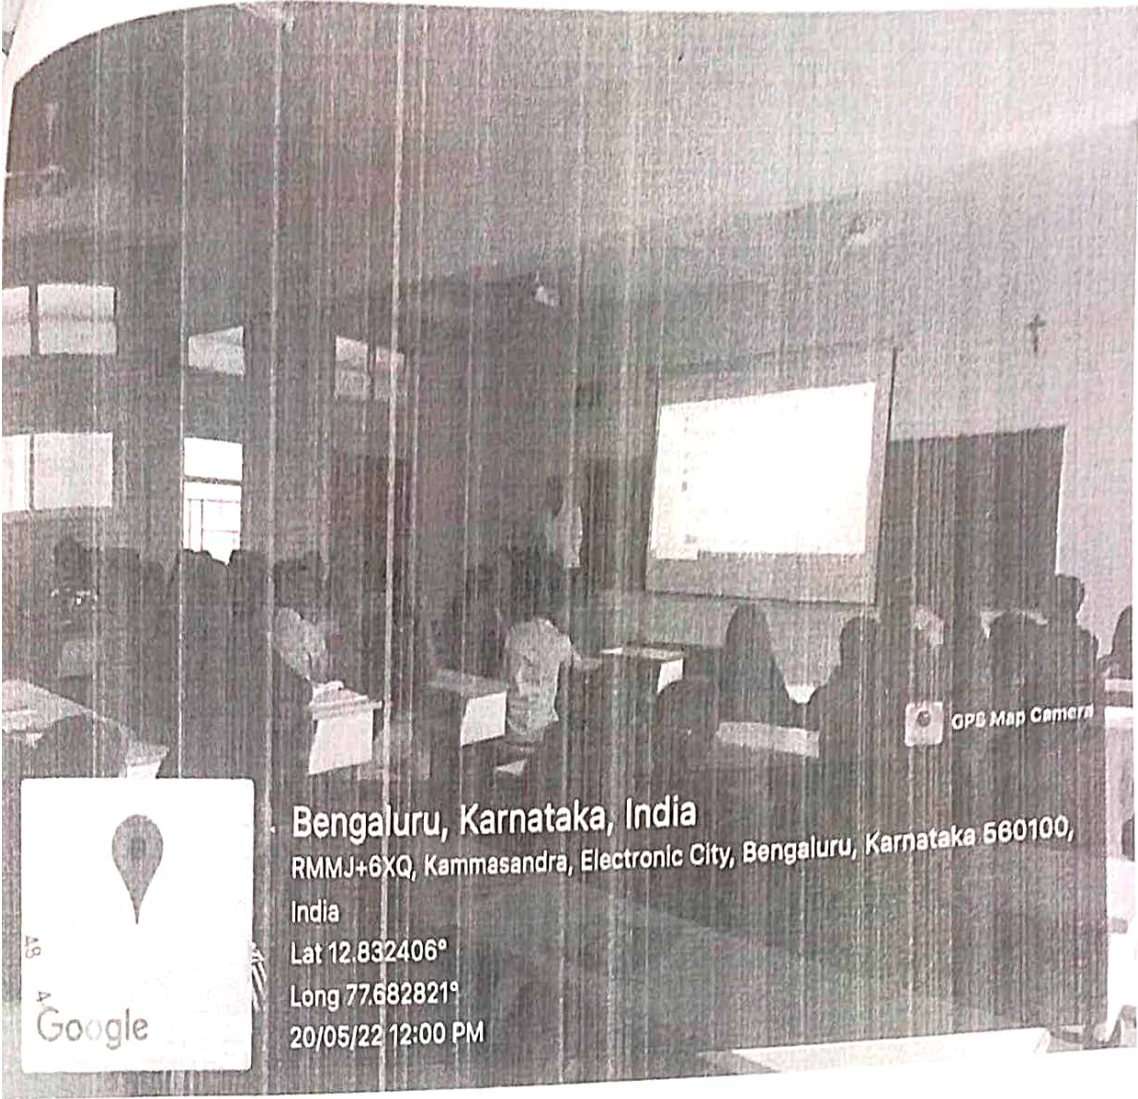 GPS Map Camera
Bengaluru, Karnataka, India
RMMJ+6XQ, Kammasandra, Electronic City, Bengaluru, Karnataka 560100,
India
Lat 12.832406°
Long 77.682821°
20/05/22 12:00 PM
Google